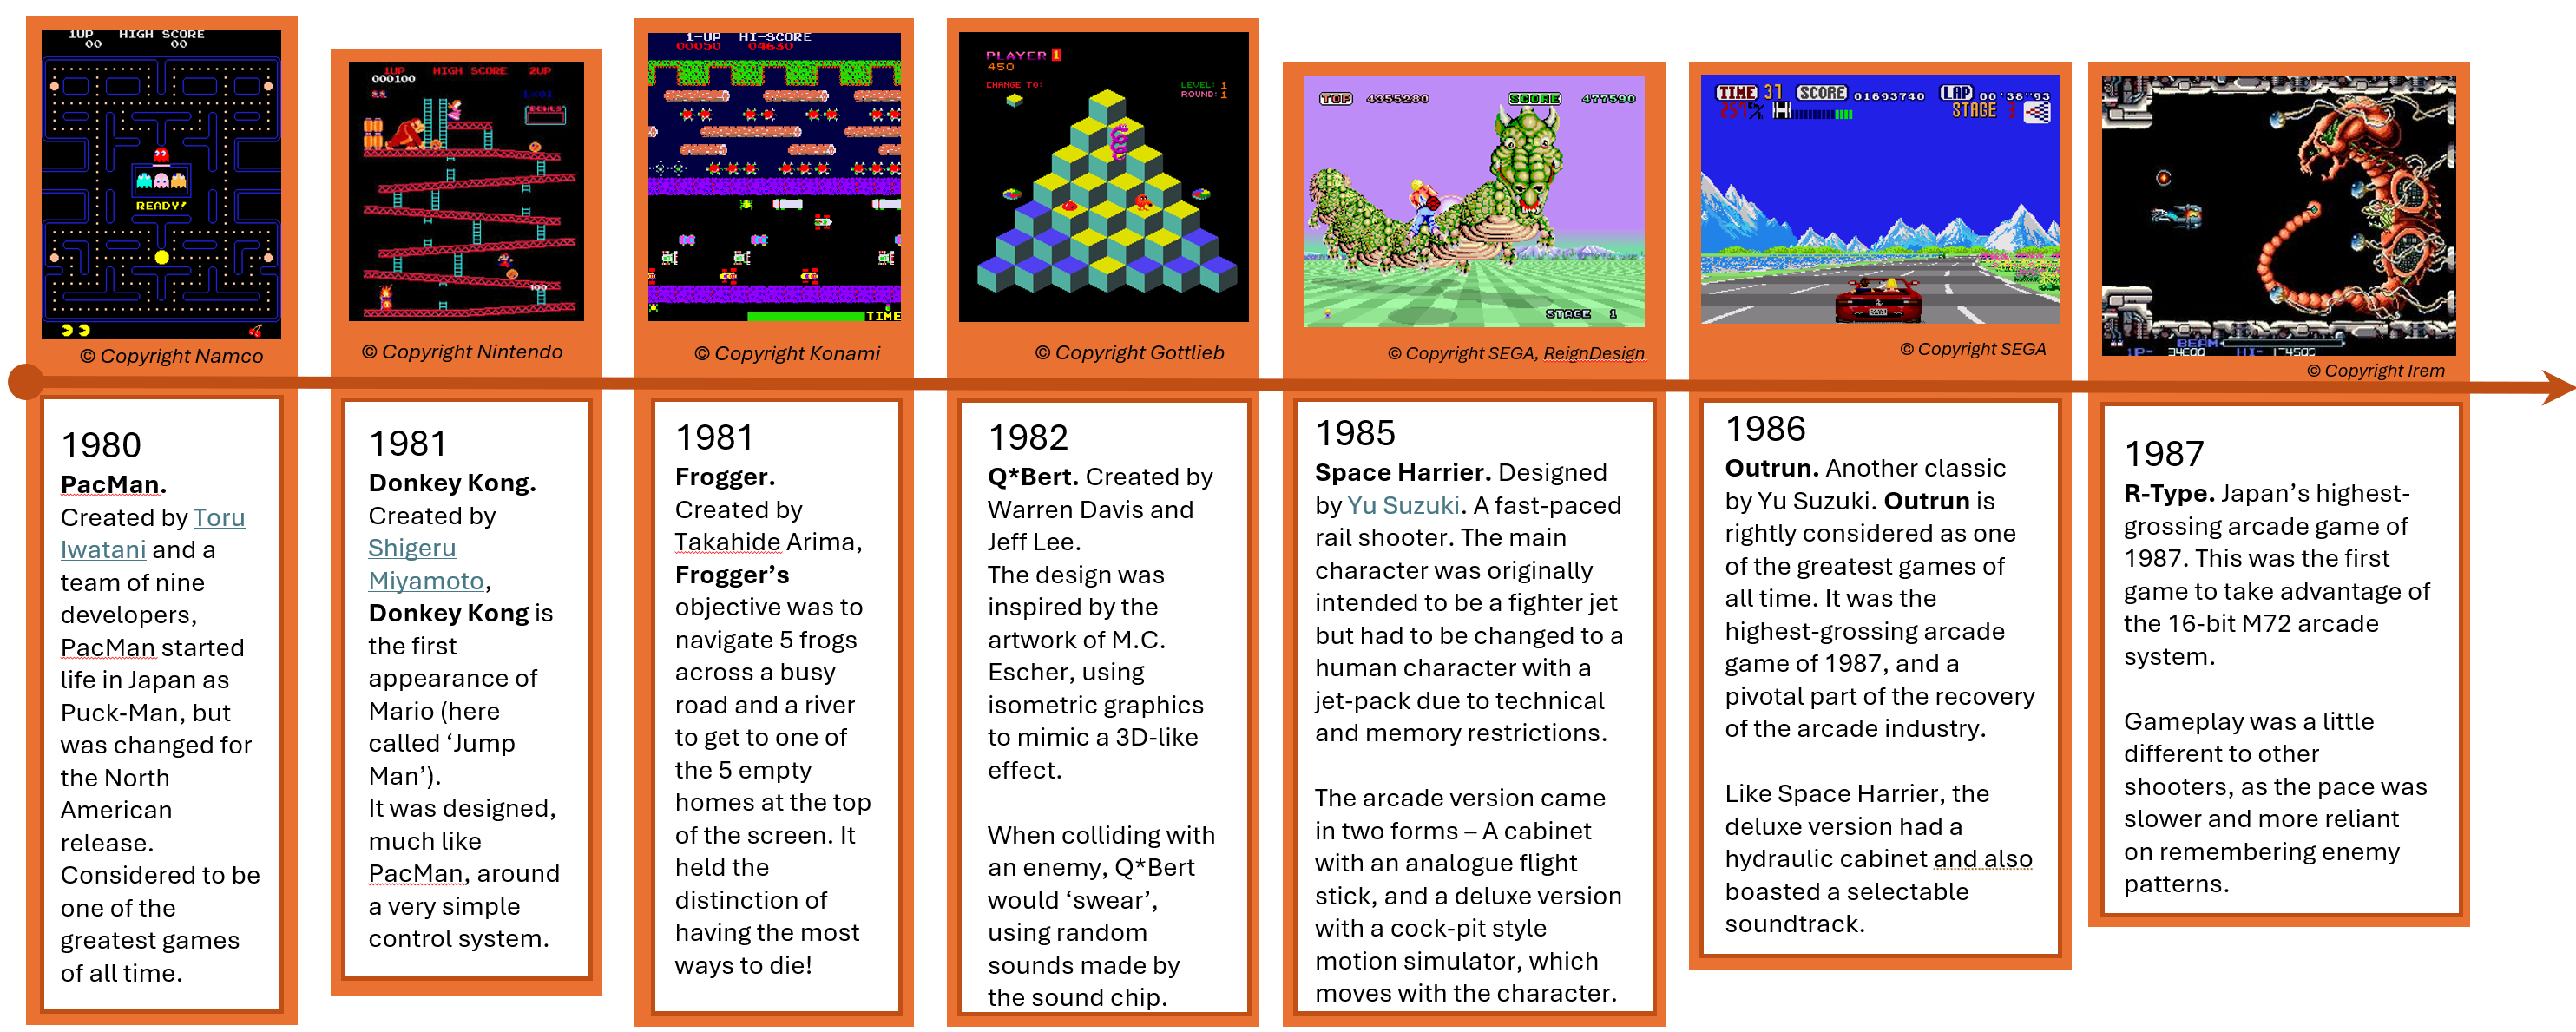 1UP HIGH SCORE
00 00
READY!
© Copyright Namco
1980
PacMan.
Created by Toru
Iwatani and a
team of nine
developers,
PacMan started
life in Japan as
Puck-Man, but
was changed for
the North
American
release.
Considered to be
one of the
greatest games
of all time.
1UP HIGH SCORE 2UP
000100
L=01
BONUS
100
© Copyright Nintendo
1981
Donkey Kong.
Created by
Shigeru
Miyamoto,
Donkey Kong is
the first
appearance of
Mario (here
called ‘Jump
Man’).
It was designed,
much like
PacMan, around
a very simple
control system.
1-UP HI-SCORE
00050 04630
TIME
© Copyright Konami
1981
Frogger.
Created by
Takahide Arima,
Frogger’s
objective was to
navigate 5 frogs
across a busy
road and a river
to get to one of
the 5 empty
homes at the top
of the screen. It
held the
distinction of
having the most
ways to die!
PLAYER 1
450
CHANGE TO:
LEVEL: 1
ROUND: 1
© Copyright Gottlieb
1982
Q*Bert. Created by
Warren Davis and
Jeff Lee.
The design was
inspired by the
artwork of M.C.
Escher, using
isometric graphics
to mimic a 3D-like
effect.
When colliding with
an enemy, Q*Bert
would ‘swear’,
using random
sounds made by
the sound chip.
TOP 4355280 SCORE 477590
STAGE 1
© Copyright SEGA, ReignDesign
1985
Space Harrier. Designed
by Yu Suzuki. A fast-paced
rail shooter. The main
character was originally
intended to be a fighter jet
but had to be changed to a
human character with a
jet-pack due to technical
and memory restrictions.
The arcade version came
in two forms – A cabinet
with an analogue flight
stick, and a deluxe version
with a cock-pit style
motion simulator, which
moves with the character.
TIME 37 SCORE 01693740 LAP 00'38"93
257 H STAGE 3
© Copyright SEGA
1986
Outrun. Another classic
by Yu Suzuki. Outrun is
rightly considered as one
of the greatest games of
all time. It was the
highest-grossing arcade
game of 1987, and a
pivotal part of the recovery
of the arcade industry.
Like Space Harrier, the
deluxe version had a
hydraulic cabinet and also
boasted a selectable
soundtrack.
BEAM
1P- 34800 HI- 174500
© Copyright Irem
1987
R-Type. Japan’s highest-
grossing arcade game of
1987. This was the first
game to take advantage of
the 16-bit M72 arcade
system.
Gameplay was a little
different to other
shooters, as the pace was
slower and more reliant
on remembering enemy
patterns.